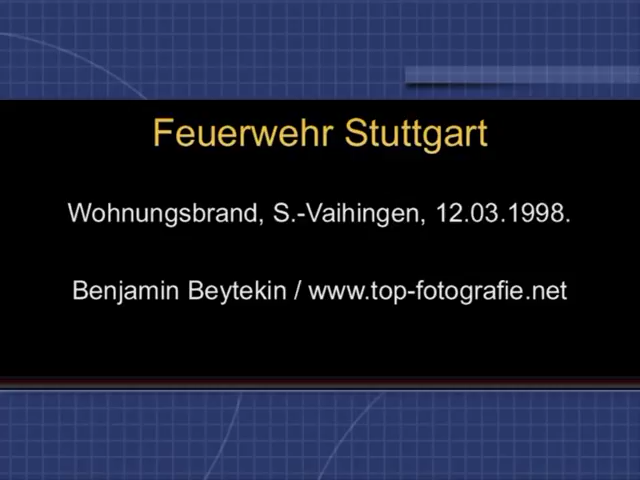 Feuerwehr Stuttgart
Wohnungsbrand, S.-Vaihingen, 12.03.1998.
Benjamin Beytekin / www.top-fotografie.net